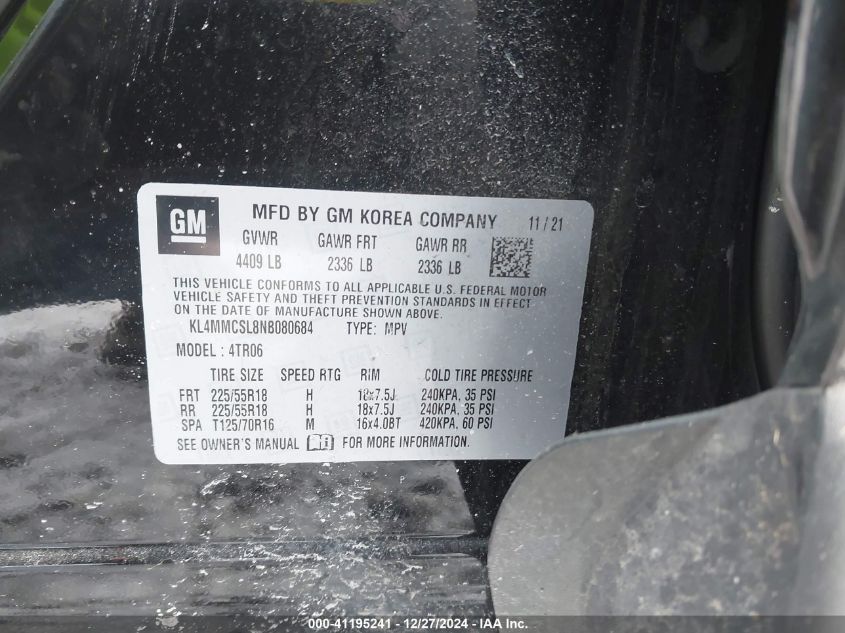 GM MFD BY GM KOREA COMPANY 11/21
GVWR GAWR FRT GAWR RR
4409 LB 2336 LB 2336 LB
THIS VEHICLE CONFORMS TO ALL APPLICABLE U.S. FEDERAL MOTOR
VEHICLE SAFETY AND THEFT PREVENTION STANDARDS IN EFFECT
ON THE DATE OF MANUFACTURE SHOWN ABOVE.
KL4MMCSL8NB080684 TYPE: MPV
MODEL: 4TR06
TIRE SIZE SPEED RTG RIM COLD TIRE PRESSURE
FRT 225/55R18 H 18x7.5J 240KPA, 35 PSI
RR 225/55R18 H 18x7.5J 240KPA, 35 PSI
SPA T125/70R16 M 16x4.0BT 420KPA, 60 PSI
SEE OWNER'S MANUAL FOR MORE INFORMATION.
000-41195241 - 12/27/2024 - IAA Inc.